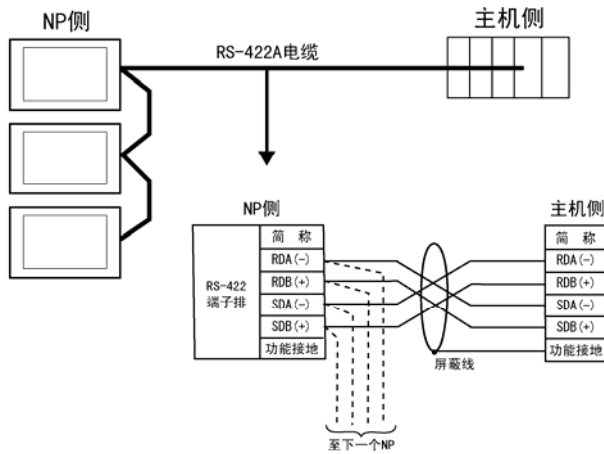 NP侧
主机侧
RS-422A电缆
NP侧
主机侧
RS-422
端子排
简 称
RDA(-)
RDB(+)
SDA(-)
SDB(+)
功能接地
简 称
RDA(-)
RDB(+)
SDA(-)
SDB(+)
功能接地
屏蔽线
至下一个NP